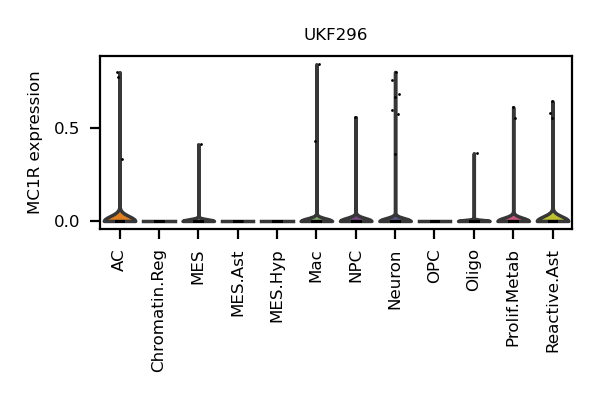 UKF296
MC1R expression
0.5
0.0
AC
Chromatin.Reg
MES
MES.Ast
MES.Hyp
Mac
NPC
Neuron
OPC
Oligo
Prolif.Metab
Reactive.Ast